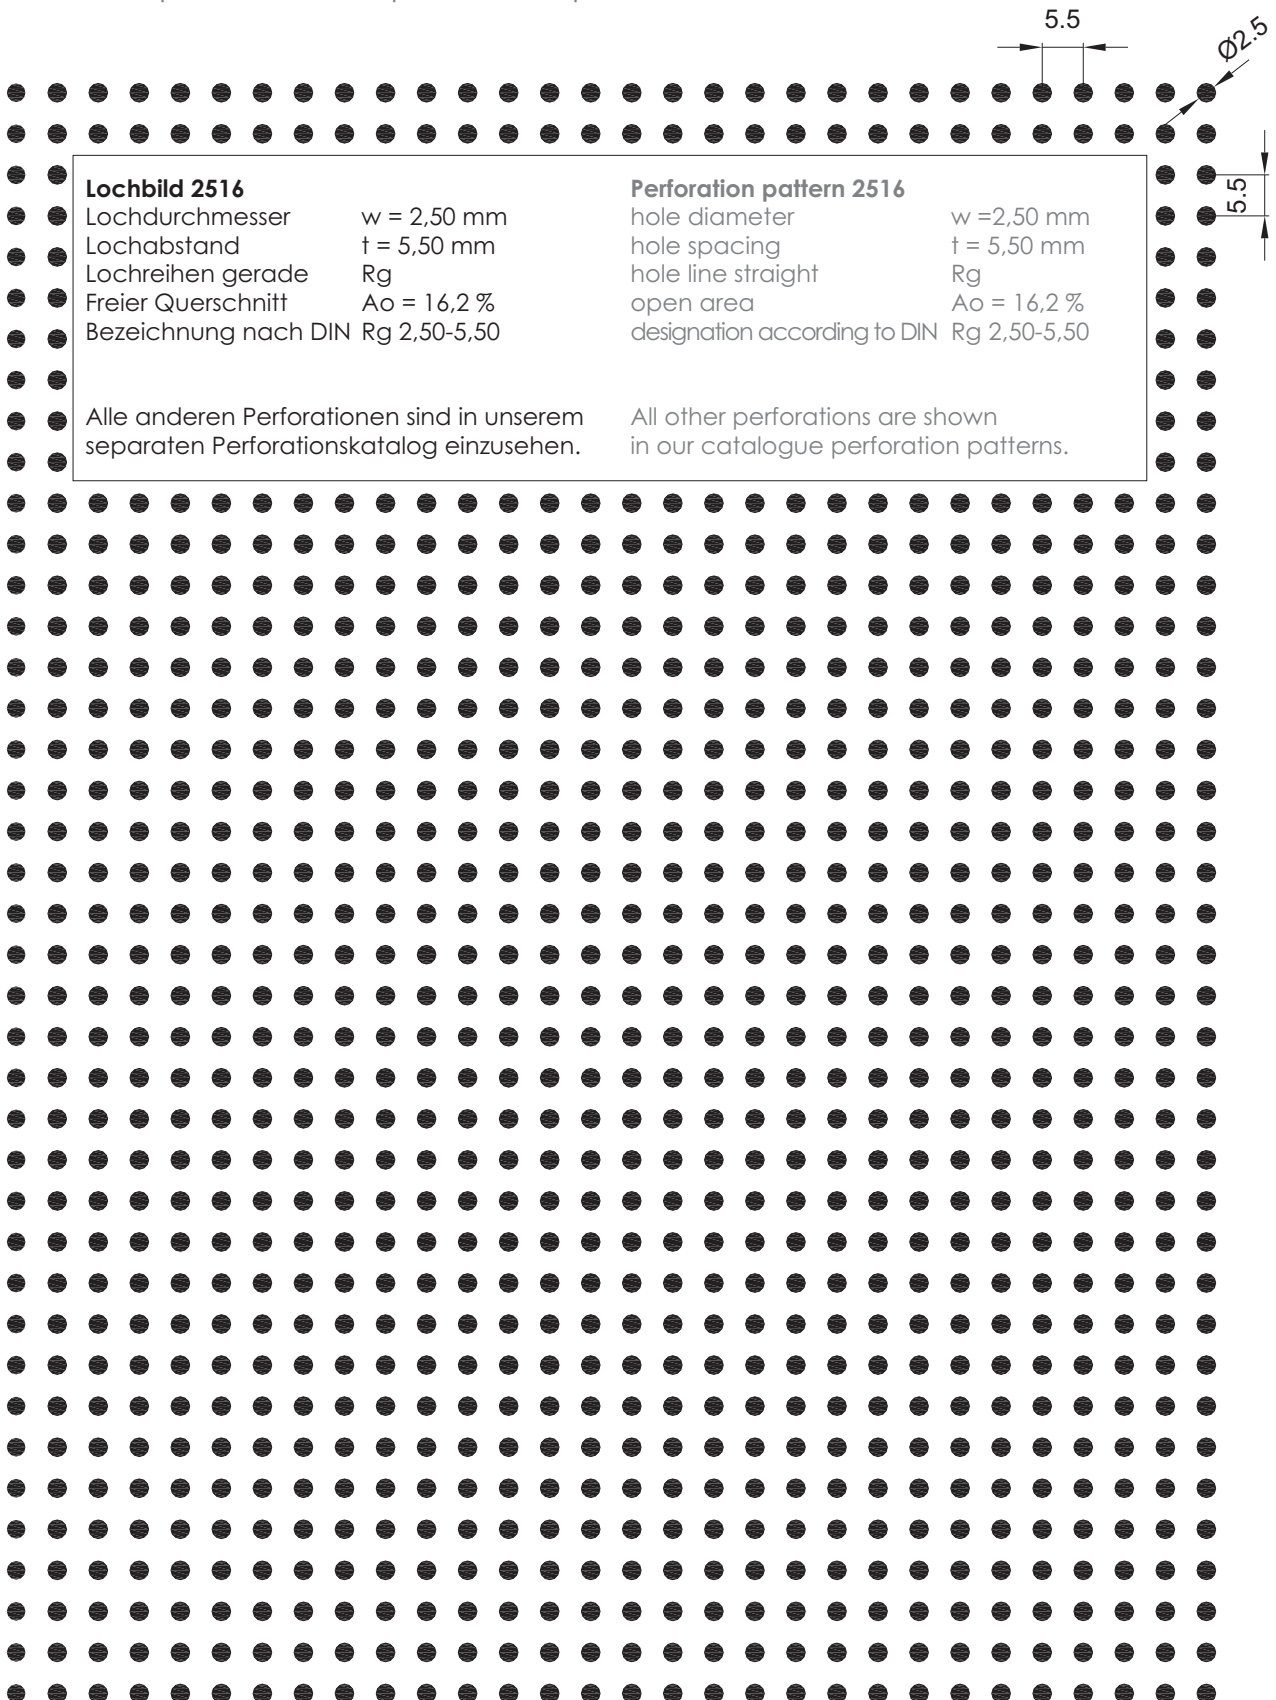 5.5
Ø2.5
5.5
Lochbild 2516
Lochdurchmesser w = 2,50 mm
Lochabstand t = 5,50 mm
Lochreihen gerade Rg
Freier Querschnitt Ao = 16,2 %
Bezeichnung nach DIN Rg 2,50-5,50
Alle anderen Perforationen sind in unserem
separaten Perforationskatalog einzusehen.
Perforation pattern 2516
hole diameter w =2,50 mm
hole spacing t = 5,50 mm
hole line straight Rg
open area Ao = 16,2 %
designation according to DIN Rg 2,50-5,50
All other perforations are shown
in our catalogue perforation patterns.